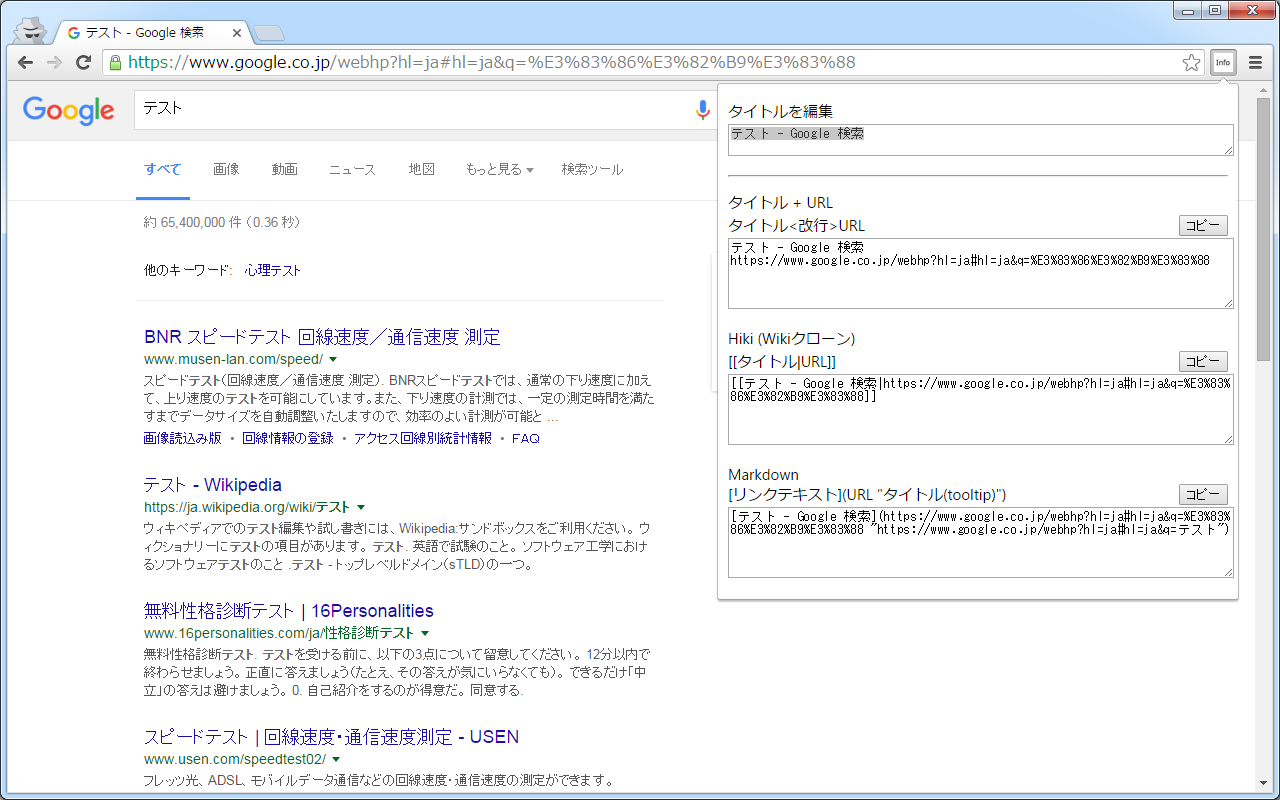 テスト - Google 検索
https://www.google.co.jp/webhp?hl=ja#hl=ja&q=%E3%83%86%E3%82%B9%E3%83%88
Info
Google
テスト
すべて 画像 動画 ニュース 地図 もっと見る 検索ツール
約 65,400,000 件 (0.36 秒)
他のキーワード: 心理テスト
BNR スピードテスト 回線速度／通信速度 測定
www.musen-lan.com/speed/
スピードテスト(回線速度／通信速度 測定). BNRスピードテストでは、通常の下り速度に加え
て、上り速度のテストを可能にしています。また、下り速度の計測では、一定の測定時間を満た
すまでデータサイズを自動調整いたしますので、効率のよい計測が可能と ...
画像読込み版 • 回線情報の登録 • アクセス回線別統計情報 • FAQ
テスト - Wikipedia
https://ja.wikipedia.org/wiki/テスト
ウィキペディアでのテスト編集や試し書きには、Wikipedia:サンドボックスをご利用ください。ウ
ィクショナリーにテストの項目があります。 テスト. 英語で試験のこと。 ソフトウェア工学におけ
るソフトウェアテストのこと .テスト - トップレベルドメイン(sTLD)の一つ。
無料性格診断テスト | 16Personalities
www.16personalities.com/ja/性格診断テスト
無料性格診断テスト. テストを受ける前に、以下の3点について留意してください。 12分以内で
終わらせましょう。 正直に答えましょう(たとえ、その答えが気にいらなくても)。 できるだけ「中
立」の答えは避けましょう。 0. 自己紹介をするのが得意だ。 同意する.
スピードテスト | 回線速度・通信速度測定 - USEN
www.usen.com/speedtest02/
フレッツ光、ADSL、モバイルデータ通信などの回線速度・通信速度の測定ができます。
タイトルを編集
テスト - Google 検索
タイトル + URL
タイトル<改行>URL
コピー
テスト - Google 検索
https://www.google.co.jp/webhp?hl=ja#hl=ja&q=%E3%83%86%E3%82%B9%E3%83%88
Hiki (Wikiクローン)
[[タイトル|URL]]
コピー
[[テスト - Google 検索|https://www.google.co.jp/webhp?hl=ja#hl=ja&q=%E3%83%
86%E3%82%B9%E3%83%88]]
Markdown
[リンクテキスト](URL "タイトル(tooltip)")
コピー
[テスト - Google 検索](https://www.google.co.jp/webhp?hl=ja#hl=ja&q=%E3%83%
86%E3%82%B9%E3%83%88 "https://www.google.co.jp/webhp?hl=ja#hl=ja&q=テスト")